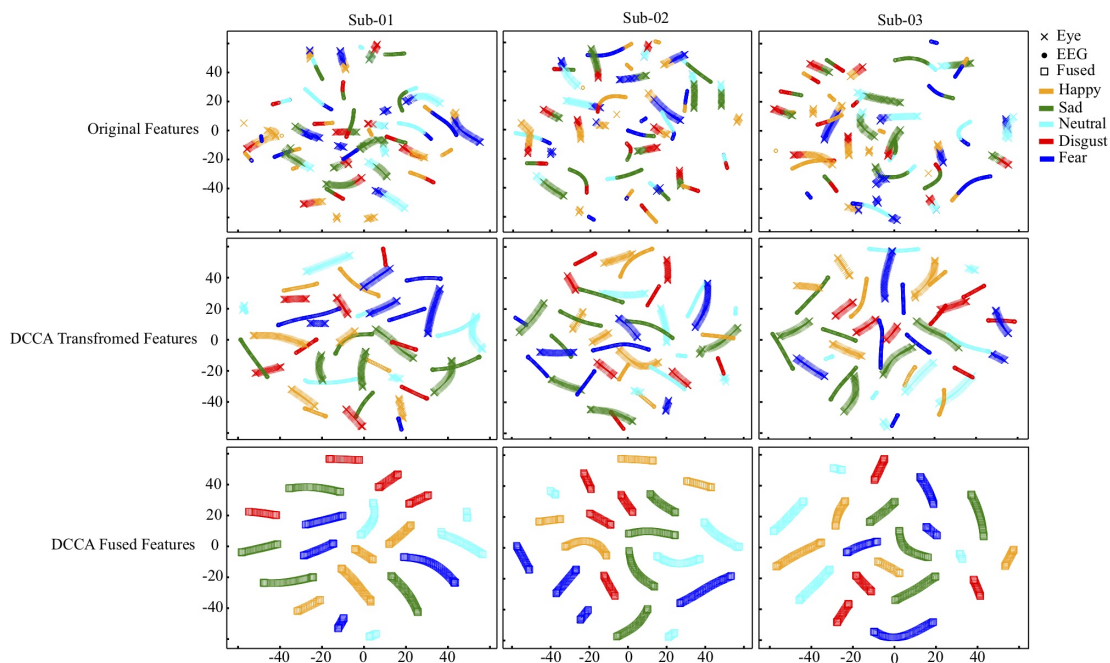 Sub-01
Sub-02
Sub-03
× Eye
• EEG
□ Fused
Happy
Sad
Neutral
Disgust
Fear
Original Features
40
20
0
-20
-40
DCCA Transfromed Features
40
20
0
-20
-40
DCCA Fused Features
40
20
0
-20
-40
-40 -20 0 20 40
-40 -20 0 20 40
-40 -20 0 20 40